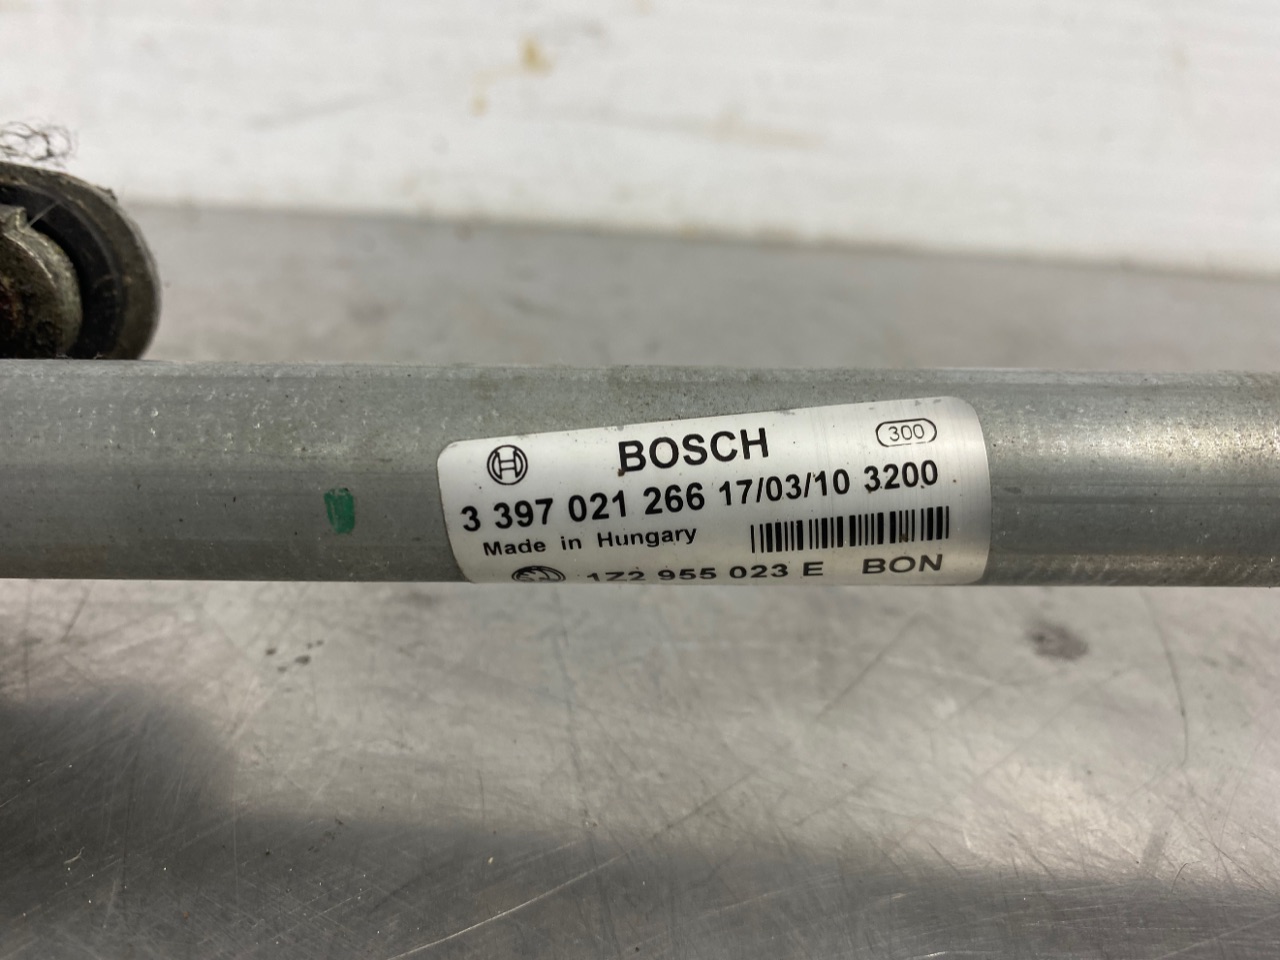 BOSCH 300
3 397 021 266 17/03/10 3200
Made in Hungary
1Z2 955 023 E BON